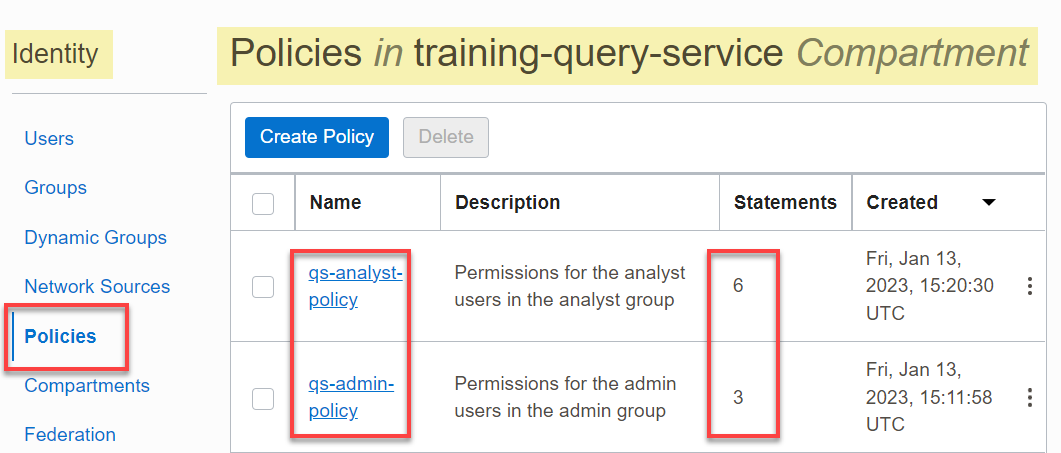 Identity
Policies in training-query-service Compartment
Users
Groups
Dynamic Groups
Network Sources
Policies
Compartments
Federation
Create Policy Delete
Name Description Statements Created
qs-analyst-
policy
Permissions for the analyst
users in the analyst group
6
Fri, Jan 13,
2023, 15:20:30
UTC
qs-admin-
policy
Permissions for the admin
users in the admin group
3
Fri, Jan 13,
2023, 15:11:58
UTC